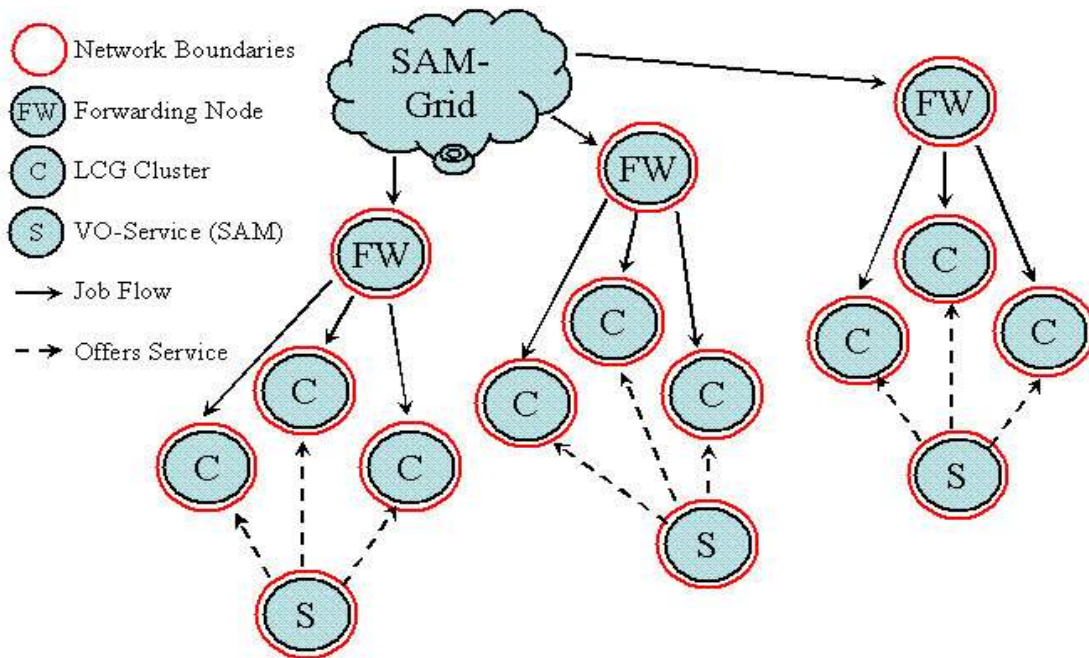 Network Boundaries
FW Forwarding Node
C LCG Cluster
S VO-Service (SAM)
Job Flow
Offers Service
SAM-
Grid
FW
C
C
C
S
FW
C
C
C
S
FW
C
C
C
S